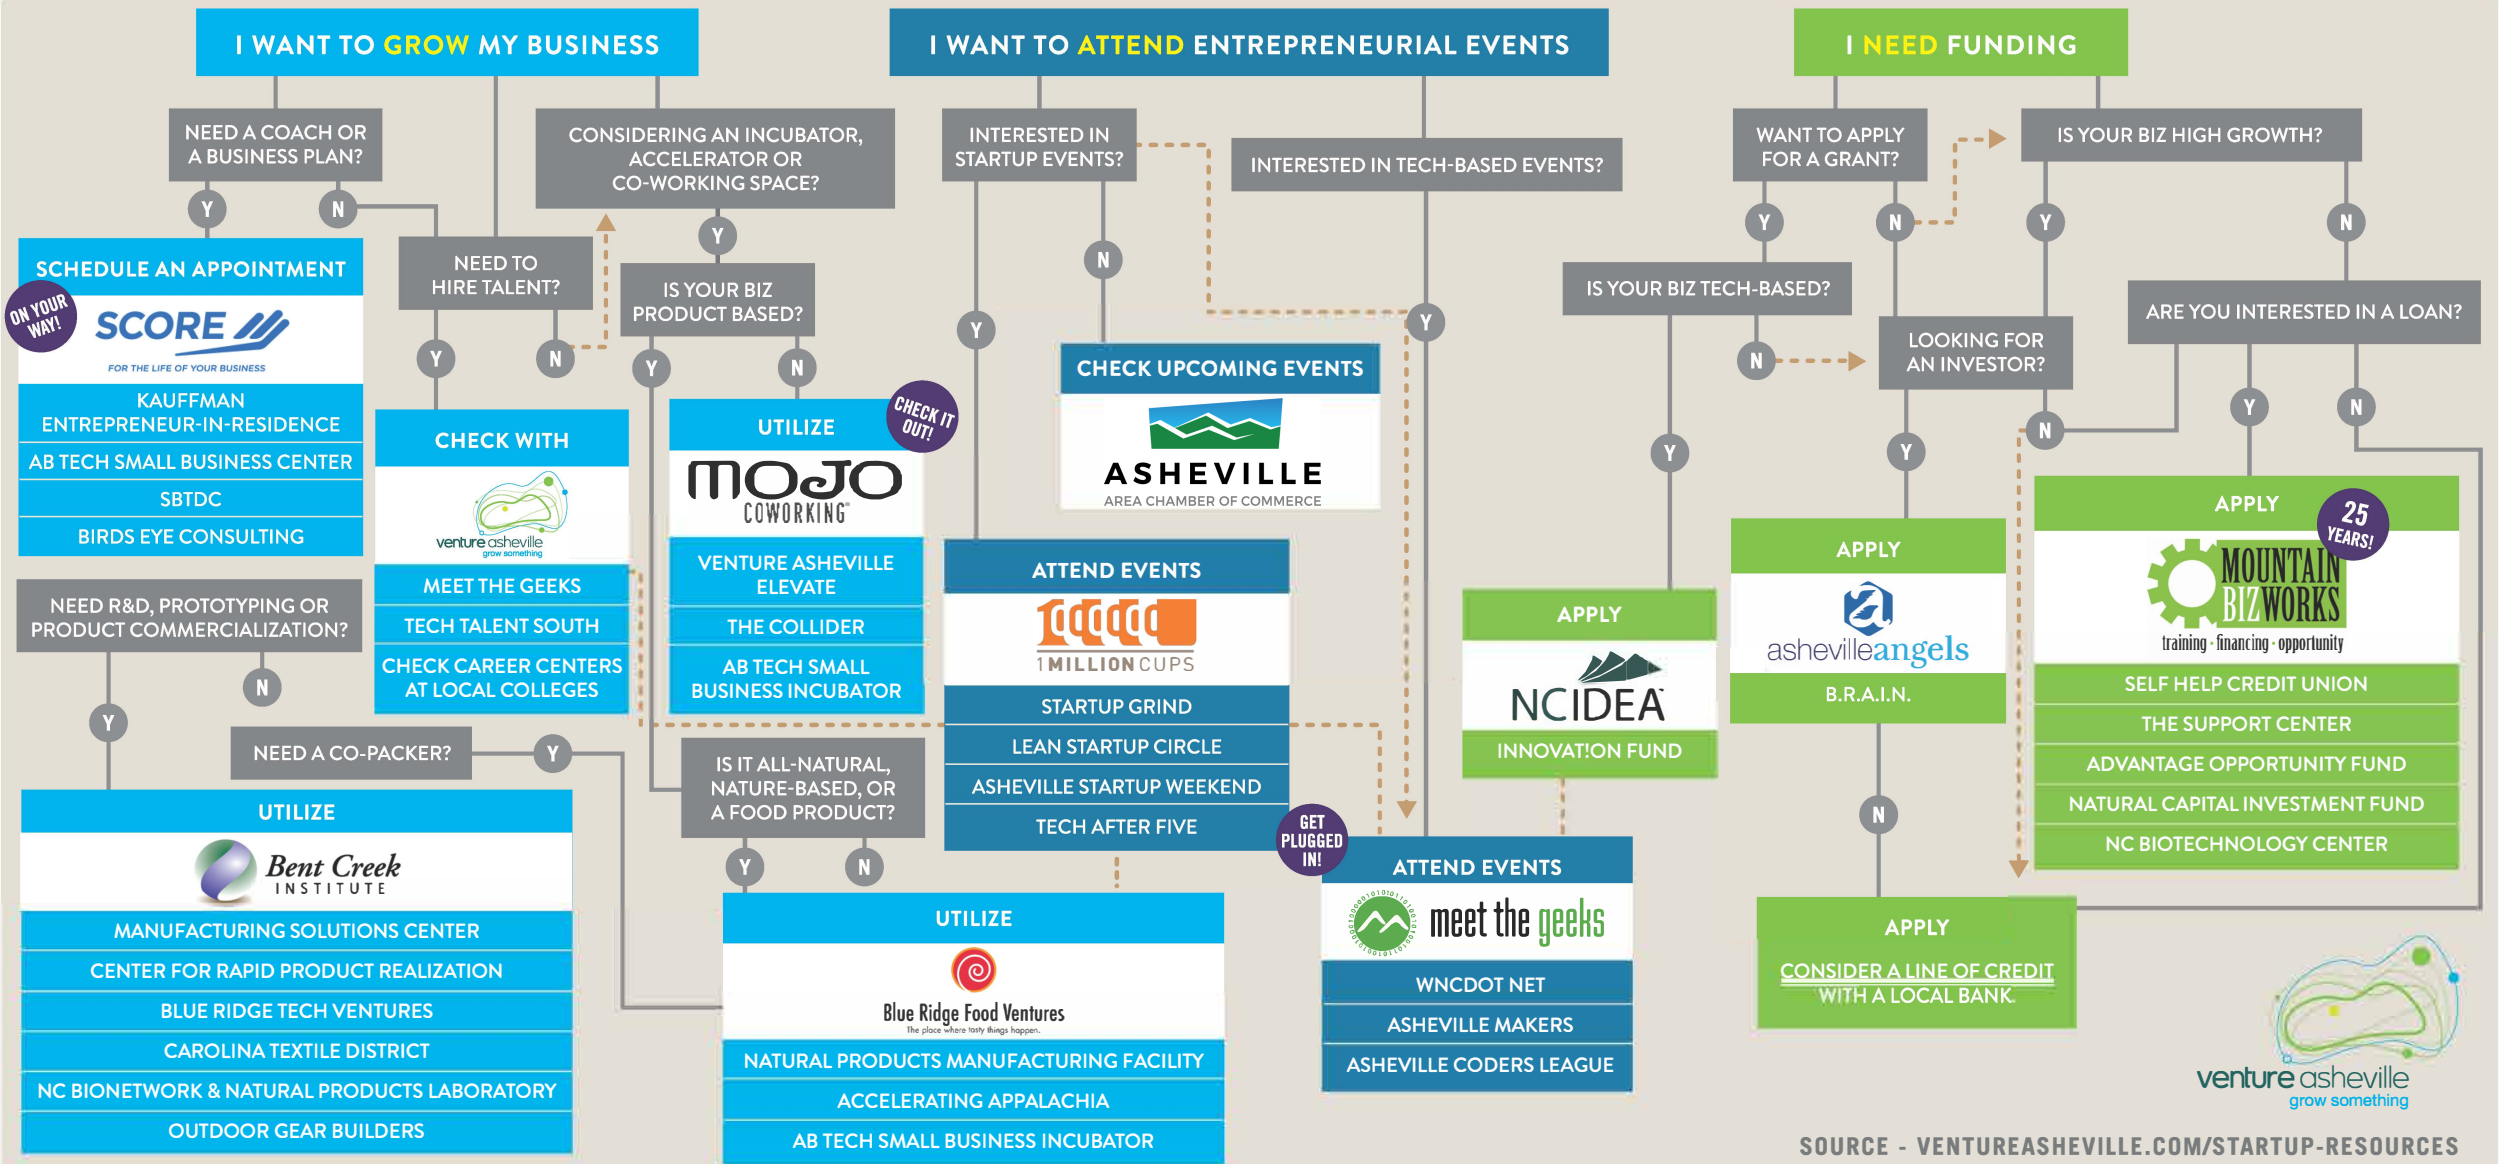 I WANT TO GROW MY BUSINESS
NEED A COACH OR
A BUSINESS PLAN?
Y
N
CONSIDERING AN INCUBATOR,
ACCELERATOR OR
CO-WORKING SPACE?
Y
SCHEDULE AN APPOINTMENT
ON YOUR
WAY!
SCORE
FOR THE LIFE OF YOUR BUSINESS
KAUFFMAN
ENTREPRENEUR-IN-RESIDENCE
AB TECH SMALL BUSINESS CENTER
SBTDC
BIRDS EYE CONSULTING
NEED TO
HIRE TALENT?
Y
N
IS YOUR BIZ
PRODUCT BASED?
Y
N
CHECK WITH
venture asheville
grow something
MEET THE GEEKS
TECH TALENT SOUTH
CHECK CAREER CENTERS
AT LOCAL COLLEGES
UTILIZE
CHECK IT
OUT!
MOJO
COWORKING
VENTURE ASHEVILLE
ELEVATE
THE COLLIDER
AB TECH SMALL
BUSINESS INCUBATOR
NEED R&D, PROTOTYPING OR
PRODUCT COMMERCIALIZATION?
Y
N
NEED A CO-PACKER?
Y
IS IT ALL-NATURAL,
NATURE-BASED, OR
A FOOD PRODUCT?
Y
N
UTILIZE
Bent Creek
INSTITUTE
MANUFACTURING SOLUTIONS CENTER
CENTER FOR RAPID PRODUCT REALIZATION
BLUE RIDGE TECH VENTURES
CAROLINA TEXTILE DISTRICT
NC BIONETWORK & NATURAL PRODUCTS LABORATORY
OUTDOOR GEAR BUILDERS
UTILIZE
Blue Ridge Food Ventures
The place where tasty things happen.
NATURAL PRODUCTS MANUFACTURING FACILITY
ACCELERATING APPALACHIA
AB TECH SMALL BUSINESS INCUBATOR
I WANT TO ATTEND ENTREPRENEURIAL EVENTS
INTERESTED IN
STARTUP EVENTS?
Y
N
INTERESTED IN TECH-BASED EVENTS?
Y
CHECK UPCOMING EVENTS
ASHEVILLE
AREA CHAMBER OF COMMERCE
ATTEND EVENTS
1 MILLION CUPS
STARTUP GRIND
LEAN STARTUP CIRCLE
ASHEVILLE STARTUP WEEKEND
TECH AFTER FIVE
GET
PLUGGED
IN!
ATTEND EVENTS
meet the geeks
WNCDOT NET
ASHEVILLE MAKERS
ASHEVILLE CODERS LEAGUE
I NEED FUNDING
WANT TO APPLY
FOR A GRANT?
Y
N
IS YOUR BIZ HIGH GROWTH?
Y
N
IS YOUR BIZ TECH-BASED?
Y
N
LOOKING FOR
AN INVESTOR?
Y
N
ARE YOU INTERESTED IN A LOAN?
Y
N
APPLY
NCIDEA
INNOVAT!ON FUND
APPLY
ashevilleangels
B.R.A.I.N.
N
APPLY
25
YEARS!
MOUNTAIN
BIZWORKS
training · financing · opportunity
SELF HELP CREDIT UNION
THE SUPPORT CENTER
ADVANTAGE OPPORTUNITY FUND
NATURAL CAPITAL INVESTMENT FUND
NC BIOTECHNOLOGY CENTER
APPLY
CONSIDER A LINE OF CREDIT
WITH A LOCAL BANK.
venture asheville
grow something
SOURCE - VENTUREASHEVILLE.COM/STARTUP-RESOURCES